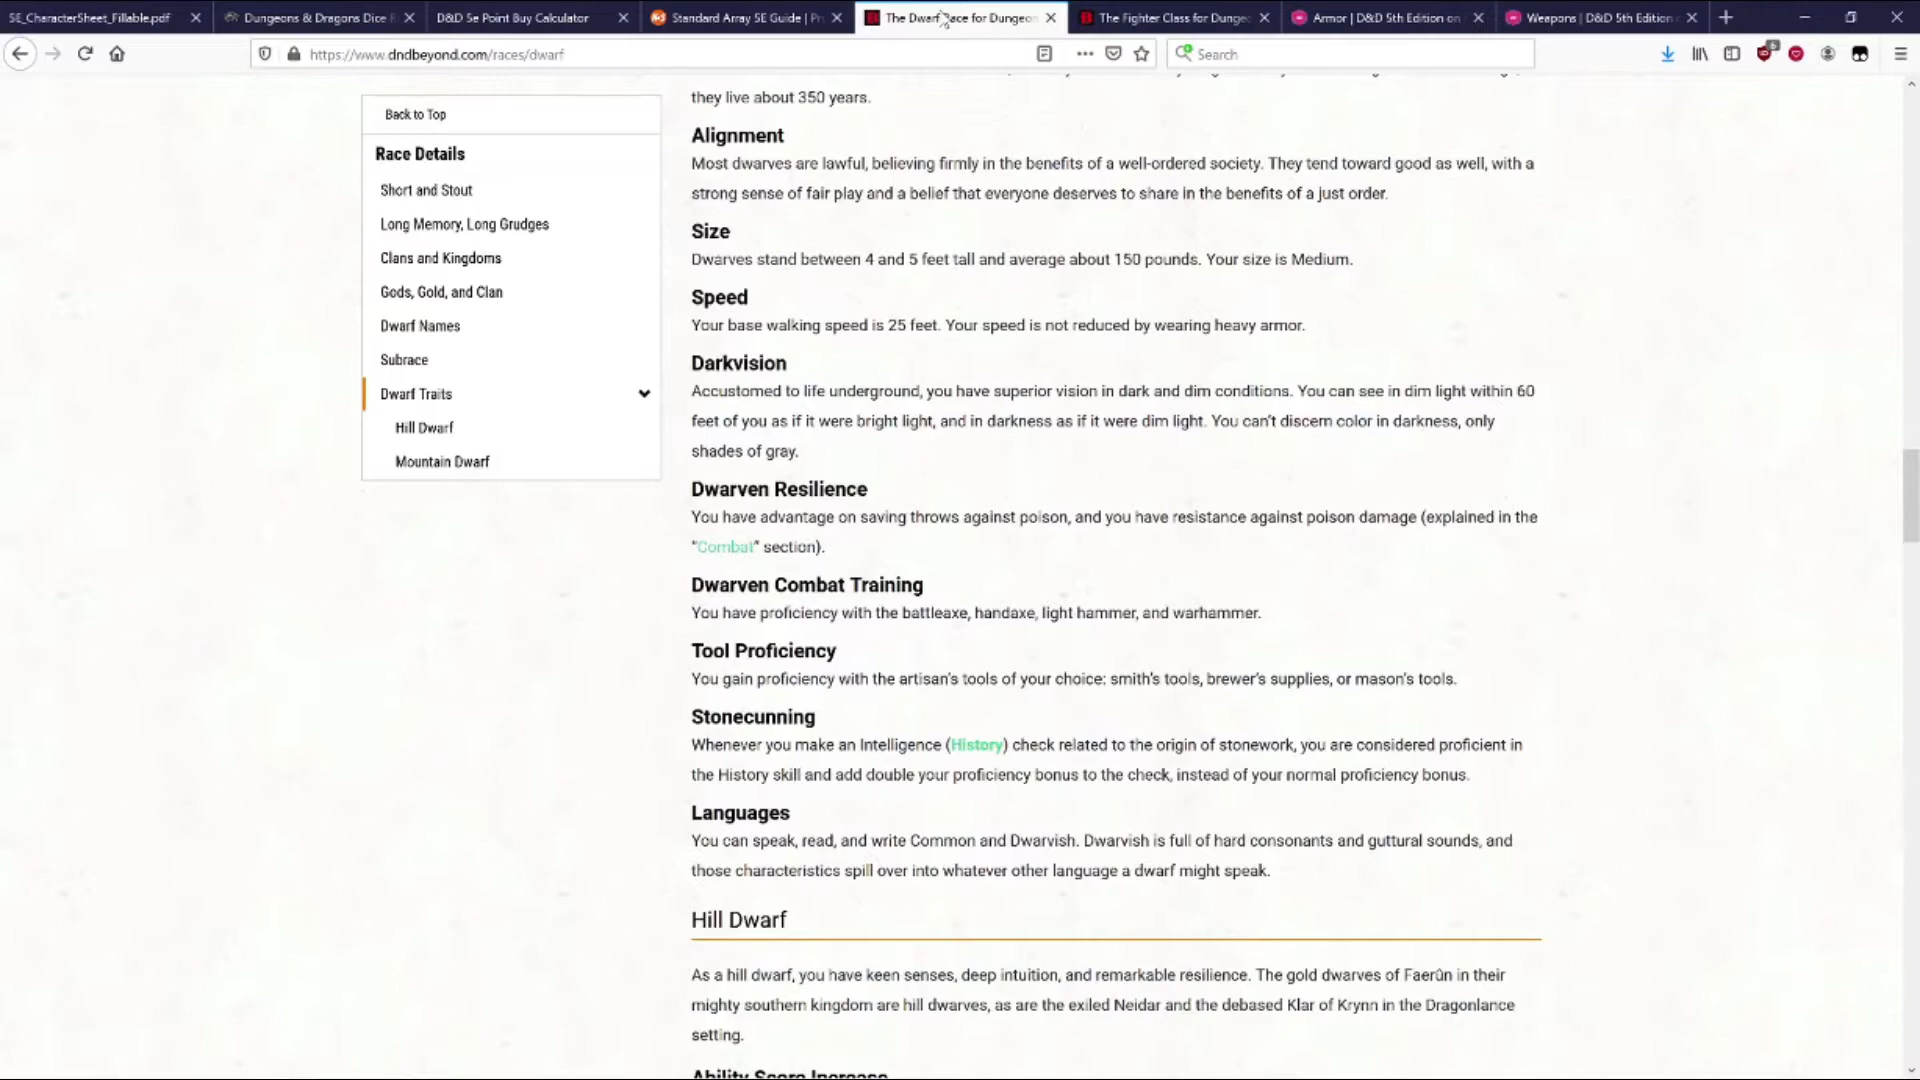 5E_CharacterSheet_Fillable.pdf
Dungeons & Dragons Dice R
D&D 5e Point Buy Calculator
Standard Array 5E Guide | Pr
The Dwarf Race for Dungeon
The Fighter Class for Dunge
Armor | D&D 5th Edition on
Weapons | D&D 5th Edition
https://www.dndbeyond.com/races/dwarf
Search
they live about 350 years.
Back to Top
Race Details
Short and Stout
Long Memory, Long Grudges
Clans and Kingdoms
Gods, Gold, and Clan
Dwarf Names
Subrace
Dwarf Traits
Hill Dwarf
Mountain Dwarf
Alignment
Most dwarves are lawful, believing firmly in the benefits of a well-ordered society. They tend toward good as well, with a
strong sense of fair play and a belief that everyone deserves to share in the benefits of a just order.
Size
Dwarves stand between 4 and 5 feet tall and average about 150 pounds. Your size is Medium.
Speed
Your base walking speed is 25 feet. Your speed is not reduced by wearing heavy armor.
Darkvision
Accustomed to life underground, you have superior vision in dark and dim conditions. You can see in dim light within 60
feet of you as if it were bright light, and in darkness as if it were dim light. You can't discern color in darkness, only
shades of gray.
Dwarven Resilience
You have advantage on saving throws against poison, and you have resistance against poison damage (explained in the
"Combat" section).
Dwarven Combat Training
You have proficiency with the battleaxe, handaxe, light hammer, and warhammer.
Tool Proficiency
You gain proficiency with the artisan's tools of your choice: smith's tools, brewer's supplies, or mason's tools.
Stonecunning
Whenever you make an Intelligence (History) check related to the origin of stonework, you are considered proficient in
the History skill and add double your proficiency bonus to the check, instead of your normal proficiency bonus.
Languages
You can speak, read, and write Common and Dwarvish. Dwarvish is full of hard consonants and guttural sounds, and
those characteristics spill over into whatever other language a dwarf might speak.
Hill Dwarf
As a hill dwarf, you have keen senses, deep intuition, and remarkable resilience. The gold dwarves of Faerûn in their
mighty southern kingdom are hill dwarves, as are the exiled Neidar and the debased Klar of Krynn in the Dragonlance
setting.
Ability Score Increase